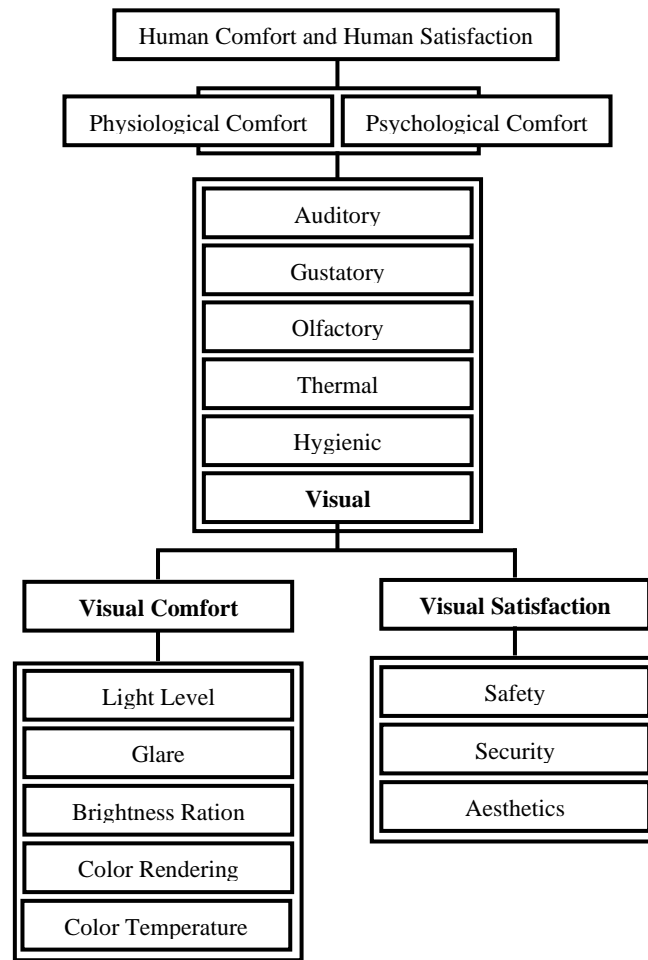 Human Comfort and Human Satisfaction
Physiological Comfort
Psychological Comfort
Auditory
Gustatory
Olfactory
Thermal
Hygienic
Visual
Visual Comfort
Visual Satisfaction
Light Level
Glare
Brightness Ration
Color Rendering
Color Temperature
Safety
Security
Aesthetics